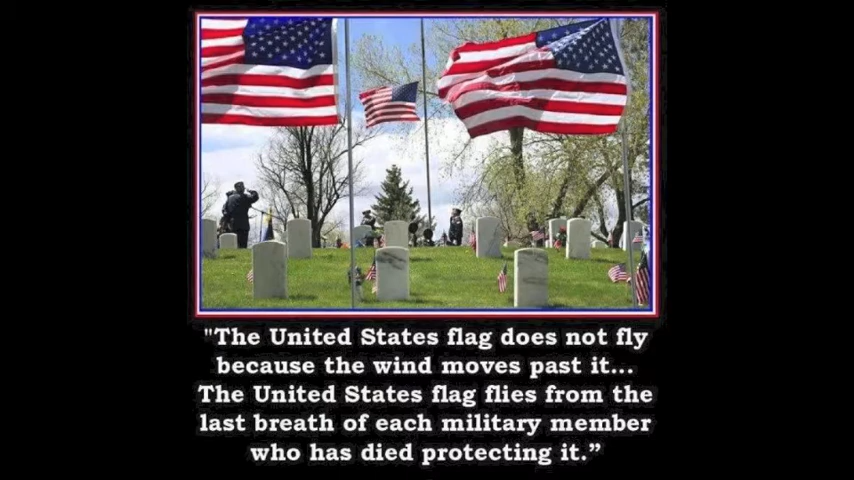 "The United States flag does not fly
because the wind moves past it...
The United States flag flies from the
last breath of each military member
who has died protecting it.”